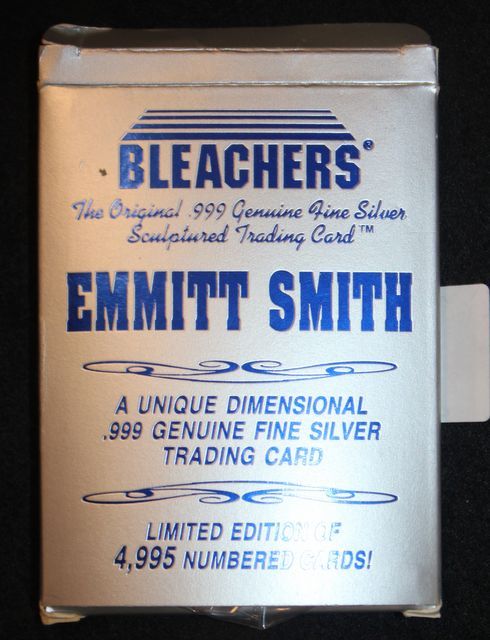 BLEACHERS®
The Original .999 Genuine Fine Silver
Sculptured Trading Card™
EMMITT SMITH
A UNIQUE DIMENSIONAL
.999 GENUINE FINE SILVER
TRADING CARD
LIMITED EDITION OF
4,995 NUMBERED CARDS!